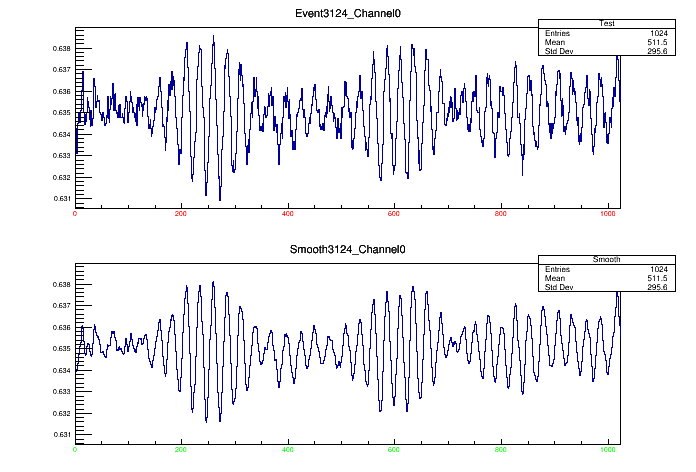 Event3124_Channel0
Test
Entries 1024
Mean 511.5
Std Dev 295.6
0.638
0.637
0.636
0.635
0.634
0.633
0.632
0.631
0 200 400 600 800 1000
Smooth3124_Channel0
Smooth
Entries 1024
Mean 511.5
Std Dev 295.6
0.638
0.637
0.636
0.635
0.634
0.633
0.632
0.631
0 200 400 600 800 1000